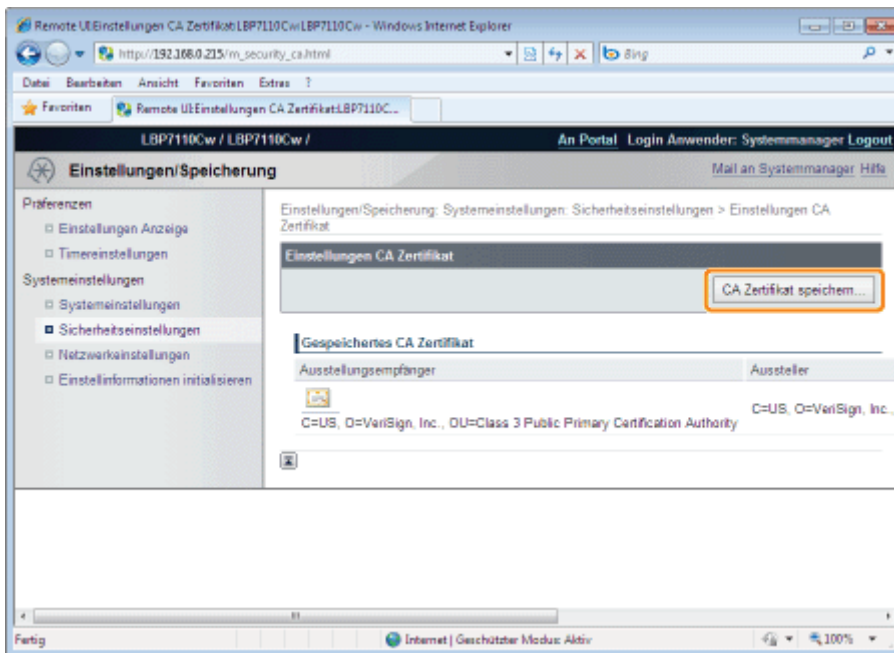 Remote UI:Einstellungen CA Zertifikat:LBP7110Cw:LBP7110Cw - Windows Internet Explorer
http://192.168.0.215/m_security_ca.html
Bing
Datei Bearbeiten Ansicht Favoriten Extras ?
Favoriten Remote UI:Einstellungen CA Zertifikat:LBP7110C...
LBP7110Cw / LBP7110Cw / An Portal Login Anwender: Systemmanager Logout
Einstellungen/Speicherung Mail an Systemmanager Hilfe
Präferenzen
Einstellungen Anzeige
Timereinstellungen
Systemeinstellungen
Systemeinstellungen
Sicherheitseinstellungen
Netzwerkeinstellungen
Einstellinformationen initialisieren
Einstellungen/Speicherung: Systemeinstellungen: Sicherheitseinstellungen > Einstellungen CA
Zertifikat
Einstellungen CA Zertifikat
CA Zertifikat speichern...
Gespeichertes CA Zertifikat
Ausstellungsempfänger Aussteller
C=US, O=VeriSign, Inc., OU=Class 3 Public Primary Certification Authority C=US, O=VeriSign, Inc.,
Fertig Internet | Geschützter Modus: Aktiv 100%